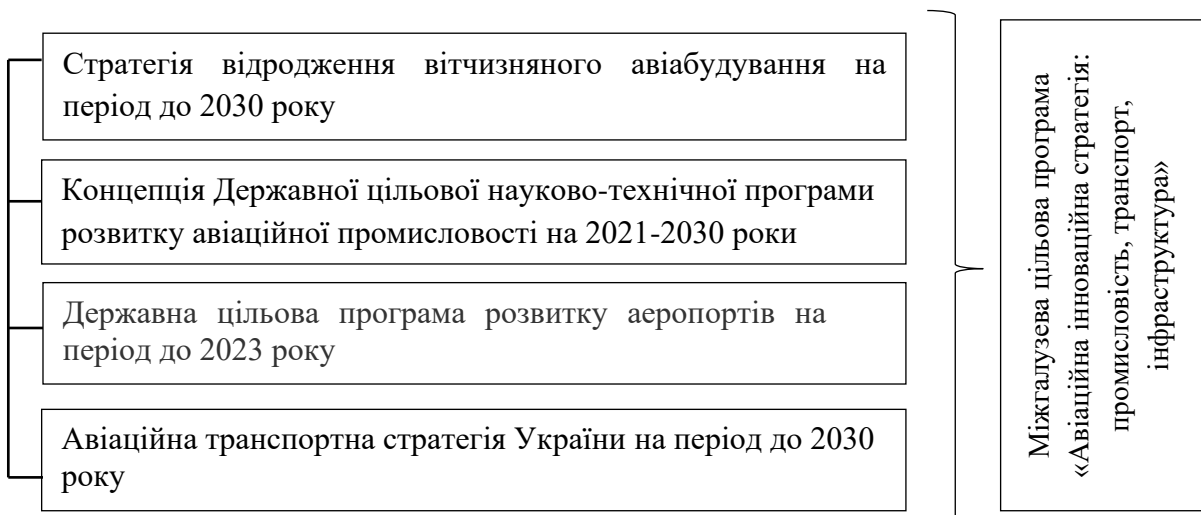 Стратегія відродження вітчизняного авіабудування на
період до 2030 року
Концепція Державної цільової науково-технічної програми
розвитку авіаційної промисловості на 2021-2030 роки
Державна цільова програма розвитку аеропортів на
період до 2023 року
Авіаційна транспортна стратегія України на період до 2030
року
Міжгалузева цільова програма
«Авіаційна інноваційна стратегія:
промисловість, транспорт,
інфраструктура»